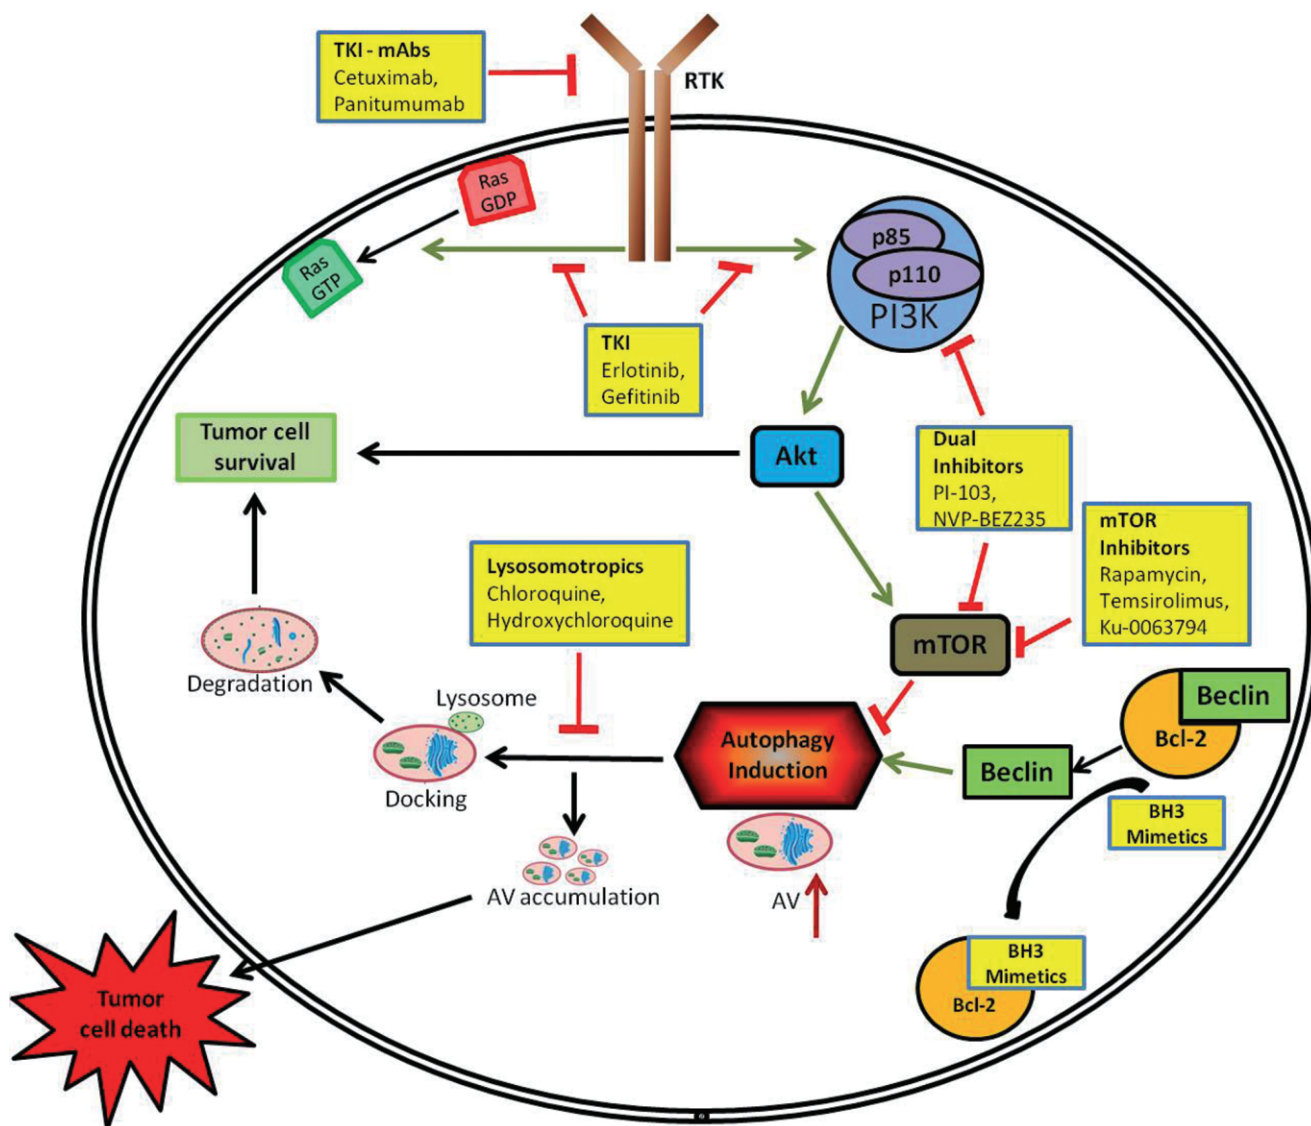 TKI - mAbs
Cetuximab,
Panitumumab
RTK
Ras
GDP
Ras
GTP
p85
p110
PI3K
TKI
Erlotinib,
Gefitinib
Tumor cell
survival
Akt
Dual
Inhibitors
PI-103,
NVP-BEZ235
mTOR
Inhibitors
Rapamycin,
Temsirolimus,
Ku-0063794
Lysosomotropics
Chloroquine,
Hydroxychloroquine
mTOR
Degradation
Lysosome
Docking
Autophagy
Induction
Beclin
Beclin
Bcl-2
BH3
Mimetics
AV accumulation
AV
BH3
Mimetics
Bcl-2
Tumor
cell death